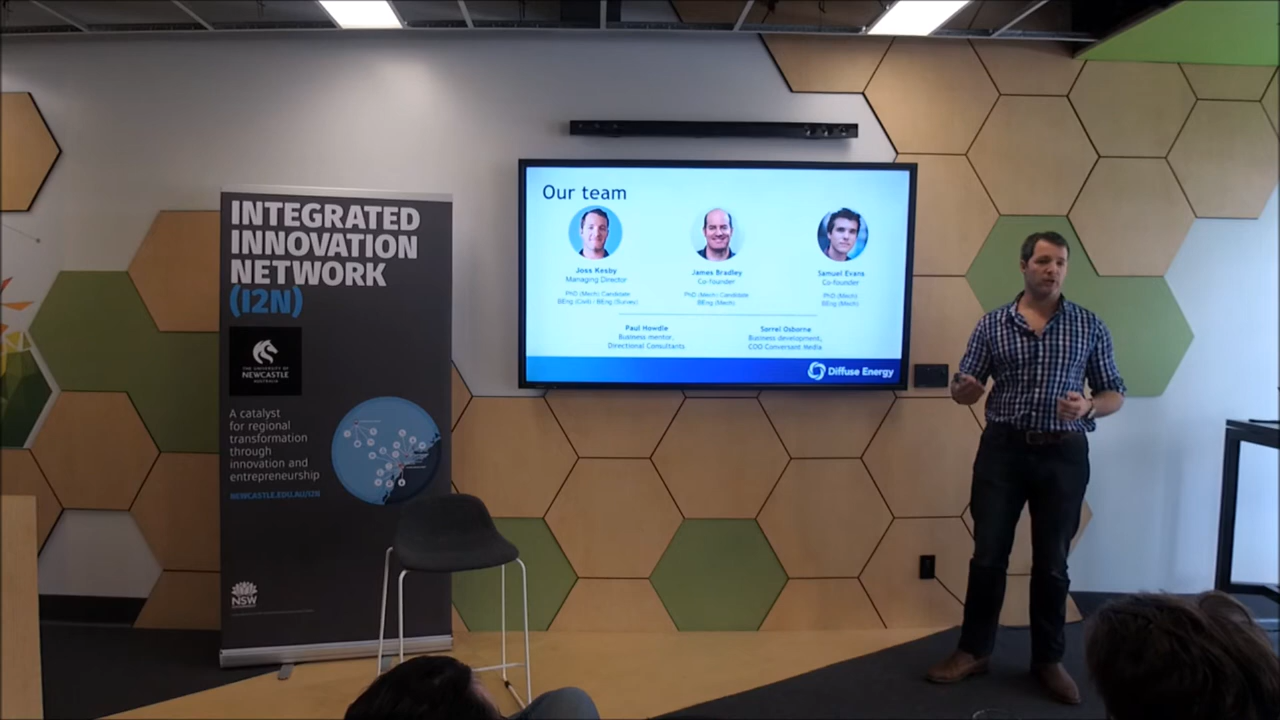 INTEGRATED
INNOVATION
NETWORK
(I2N)
THE UNIVERSITY OF
NEWCASTLE
AUSTRALIA
A catalyst
for regional
transformation
through
innovation and
entrepreneurship
NEWCASTLE.EDU.AU/I2N
NSW
GOVERNMENT
Our team
Joss Kesby
Managing Director
PhD (Mech) Candidate
BEng (Civil) / BEng (Survey)
James Bradley
Co-founder
PhD (Mech) Candidate
BEng (Mech)
Samuel Evans
Co-founder
PhD (Mech)
BEng (Mech)
Paul Howdle
Business mentor,
Directional Consultants
Sorrel Osborne
Business development,
COO Conversant Media
Diffuse Energy